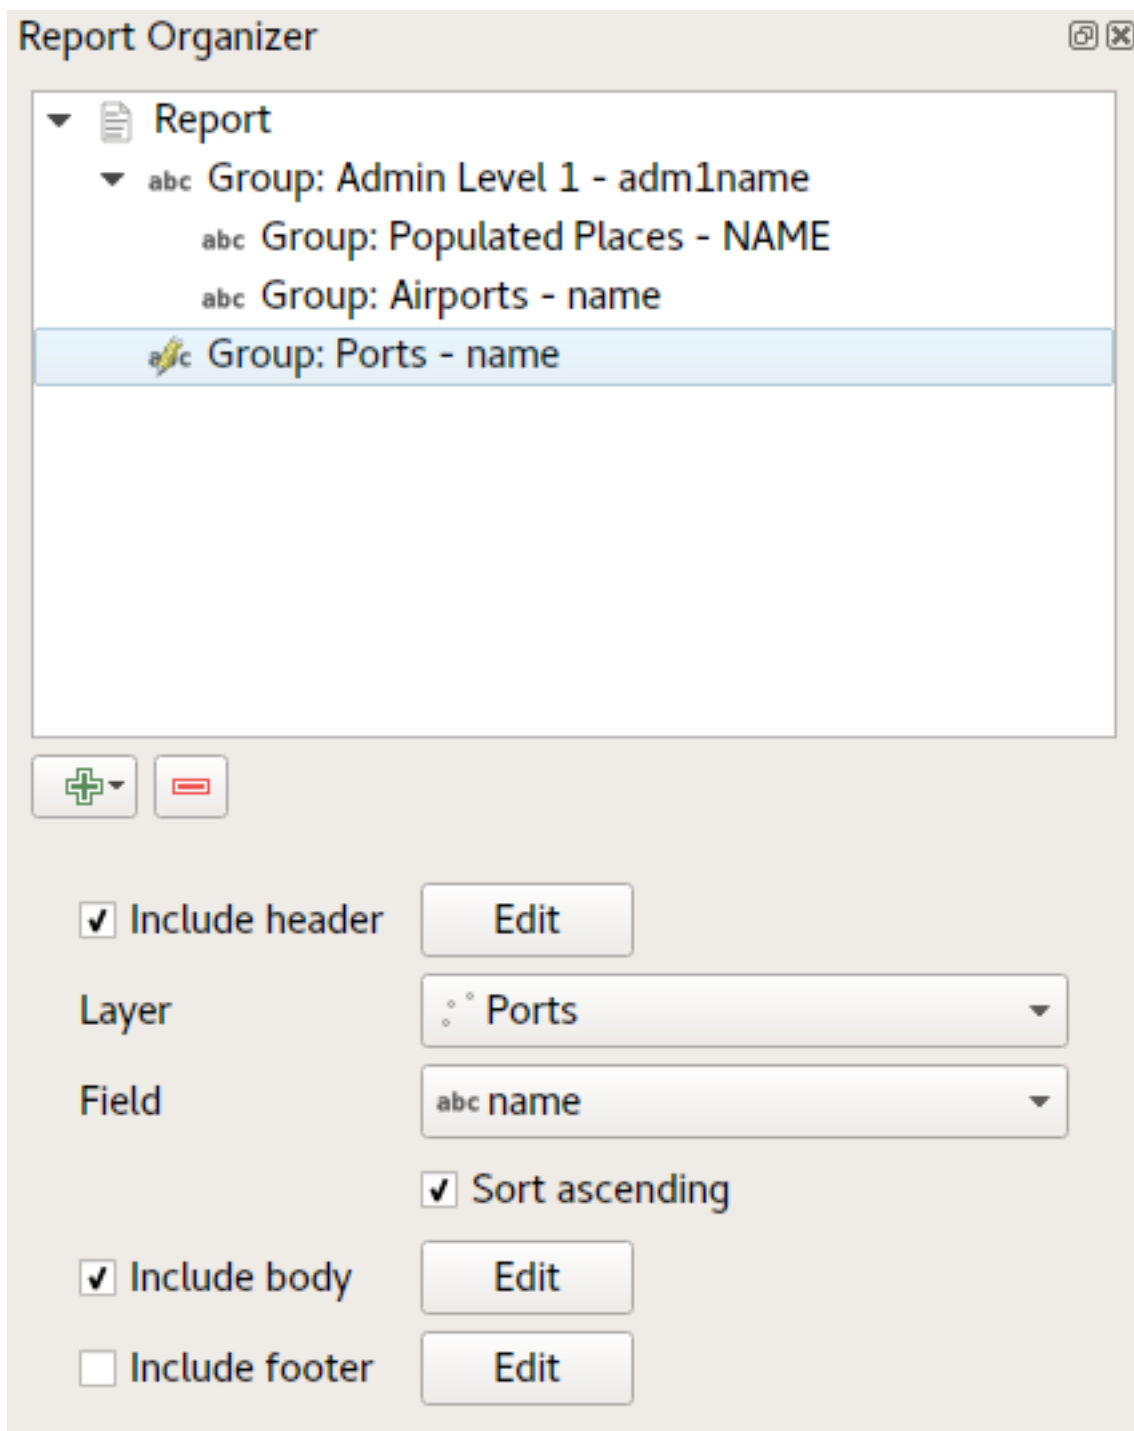 Report Organizer
Report
abc Group: Admin Level 1 - adm1name
abc Group: Populated Places - NAME
abc Group: Airports - name
abc Group: Ports - name
Include header Edit
Layer Ports
Field abc name
Sort ascending
Include body Edit
Include footer Edit